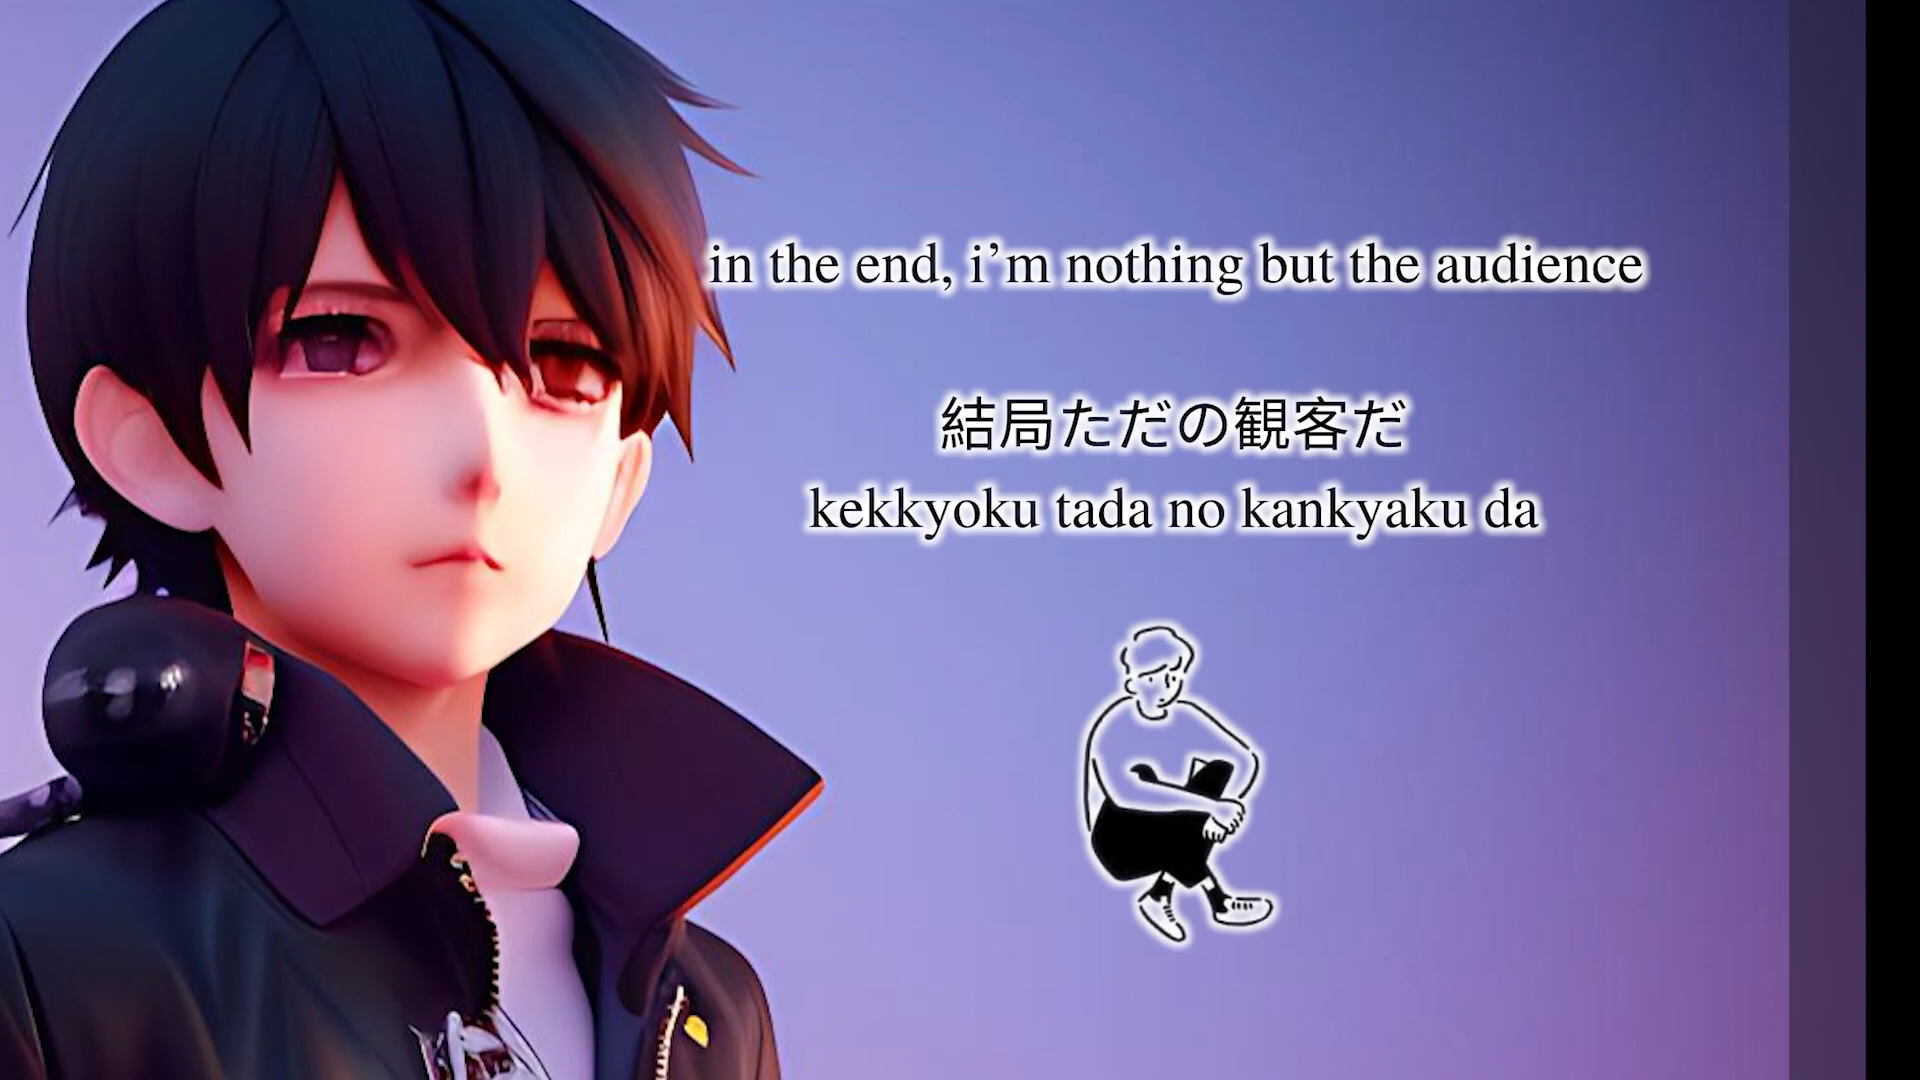 in the end, i’m nothing but the audience
結局ただの観客だ
kekkyoku tada no kankyaku da